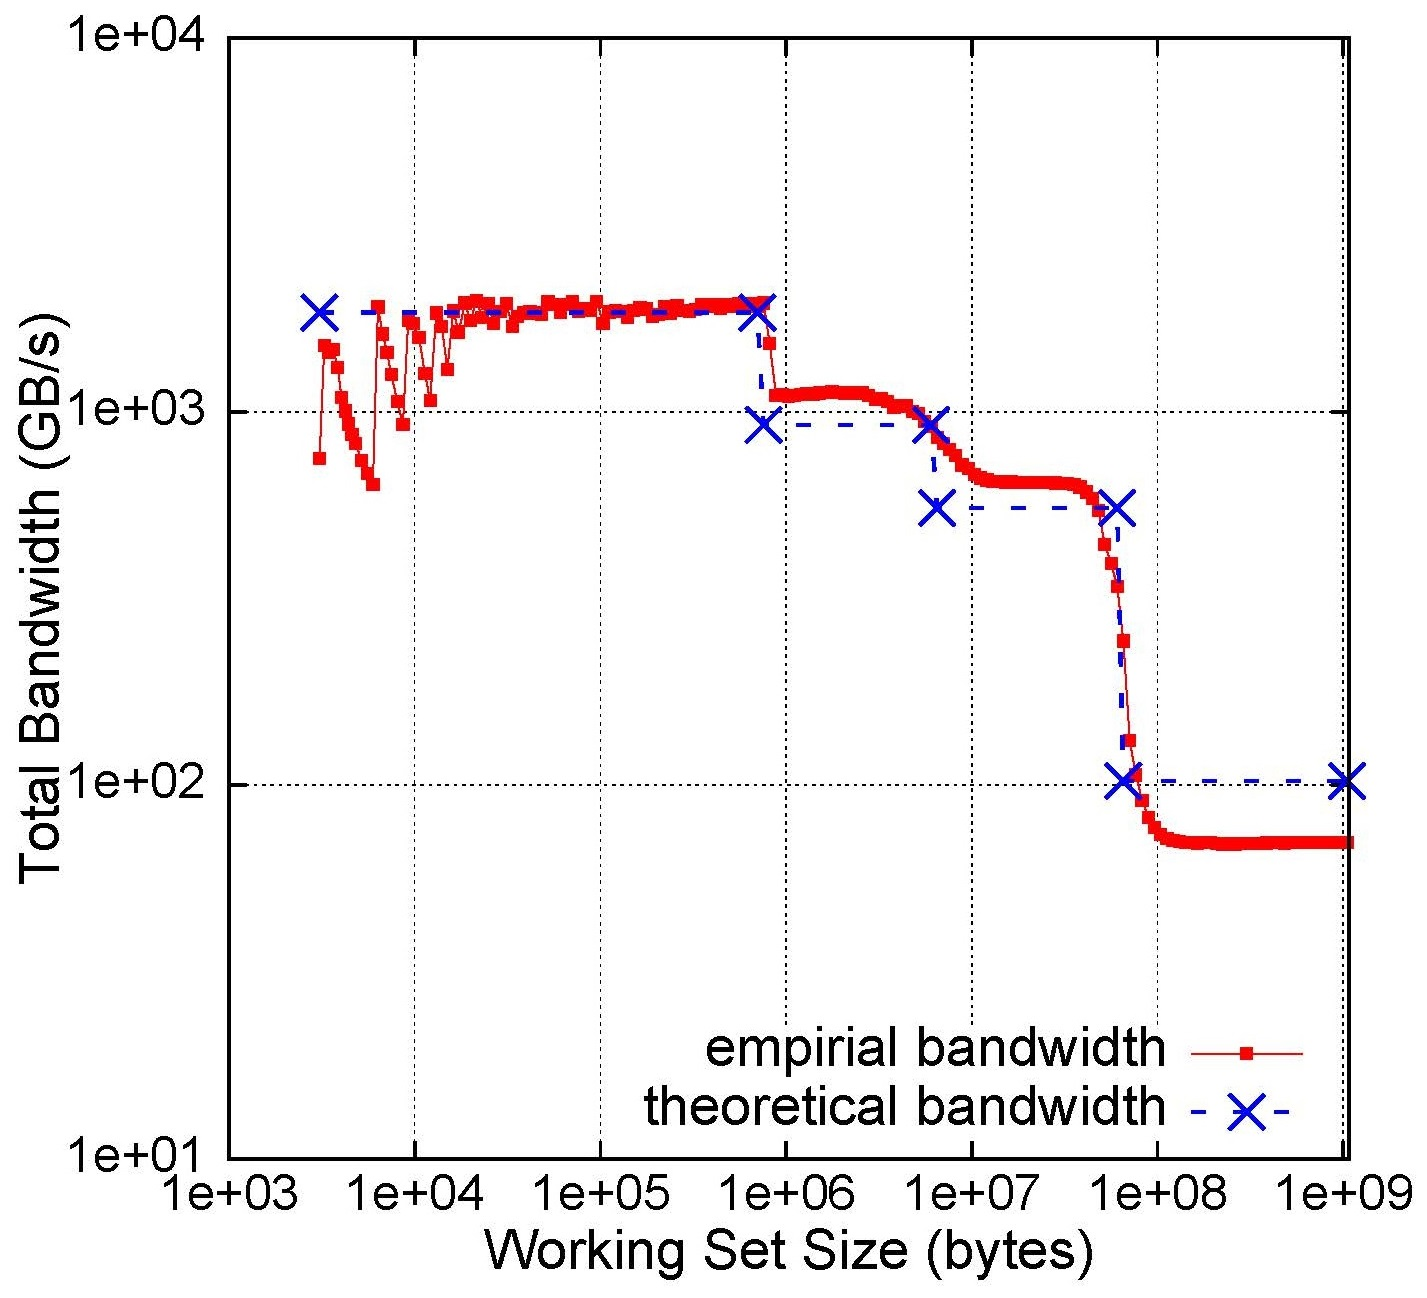 1e+04
1e+03
1e+02
1e+01
Total Bandwidth (GB/s)
empirial bandwidth
theoretical bandwidth
1e+03 1e+04 1e+05 1e+06 1e+07 1e+08 1e+09
Working Set Size (bytes)